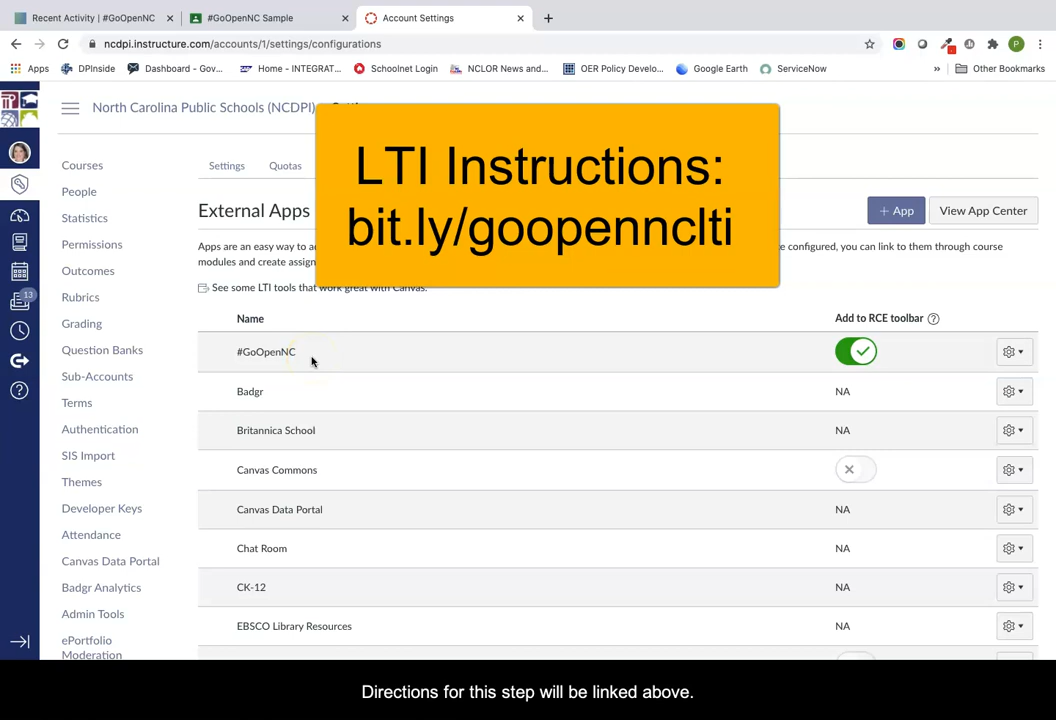 Recent Activity | #GoOpenNC
#GoOpenNC Sample
Account Settings
ncdpi.instructure.com/accounts/1/settings/configurations
P
Apps
DPInside
Dashboard - Gov...
Home - INTEGRAT...
Schoolnet Login
NCLOR News and...
OER Policy Develo...
Google Earth
ServiceNow
»
Other Bookmarks
North Carolina Public Schools (NCDPI)
LTI Instructions:
bit.ly/goopennclti
Settings
Quotas
External Apps
+ App
View App Center
Apps are an easy way to a
e configured, you can link to them through course
modules and create assign
See some LTI tools that work great with Canvas.
Courses
People
Statistics
Permissions
Outcomes
Rubrics
Grading
Question Banks
Sub-Accounts
Terms
Authentication
SIS Import
Themes
Developer Keys
Attendance
Canvas Data Portal
Badgr Analytics
Admin Tools
ePortfolio
Moderation
13
Name
Add to RCE toolbar
#GoOpenNC
Badgr
NA
Britannica School
NA
Canvas Commons
Canvas Data Portal
NA
Chat Room
NA
CK-12
NA
EBSCO Library Resources
NA
Directions for this step will be linked above.